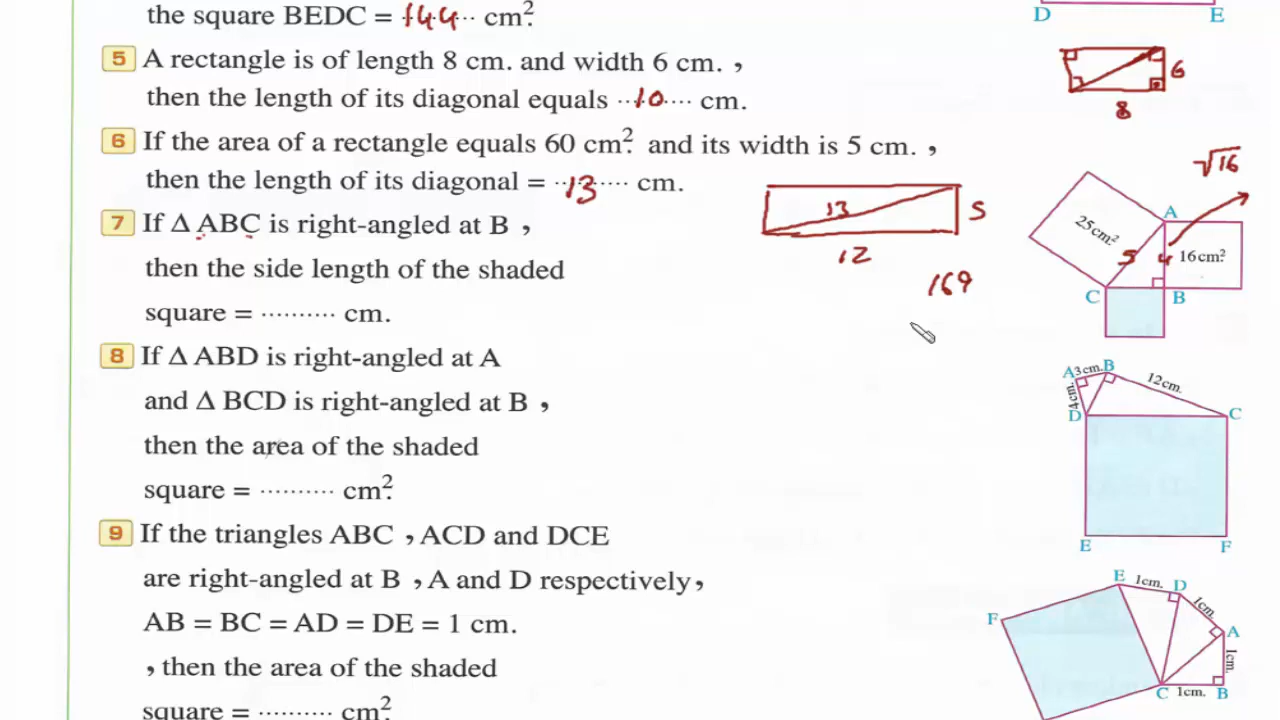 the square BEDC = 144 cm².
D E
5 A rectangle is of length 8 cm. and width 6 cm. ,
then the length of its diagonal equals ···10···· cm.
6
8
6 If the area of a rectangle equals 60 cm². and its width is 5 cm. ,
then the length of its diagonal = ···13······ cm.
13
5
12
169
√16
7 If Δ ABC is right-angled at B ,
then the side length of the shaded
square = ·········· cm.
A
25cm²
5
4
16cm²
C B
8 If Δ ABD is right-angled at A
and Δ BCD is right-angled at B ,
then the area of the shaded
square = ·········· cm².
A 3cm. B
12cm.
4cm.
D C
E F
9 If the triangles ABC , ACD and DCE
are right-angled at B , A and D respectively ,
AB = BC = AD = DE = 1 cm.
, then the area of the shaded
square = ·········· cm².
E 1cm. D
1cm.
F
A
1cm.
C 1cm. B